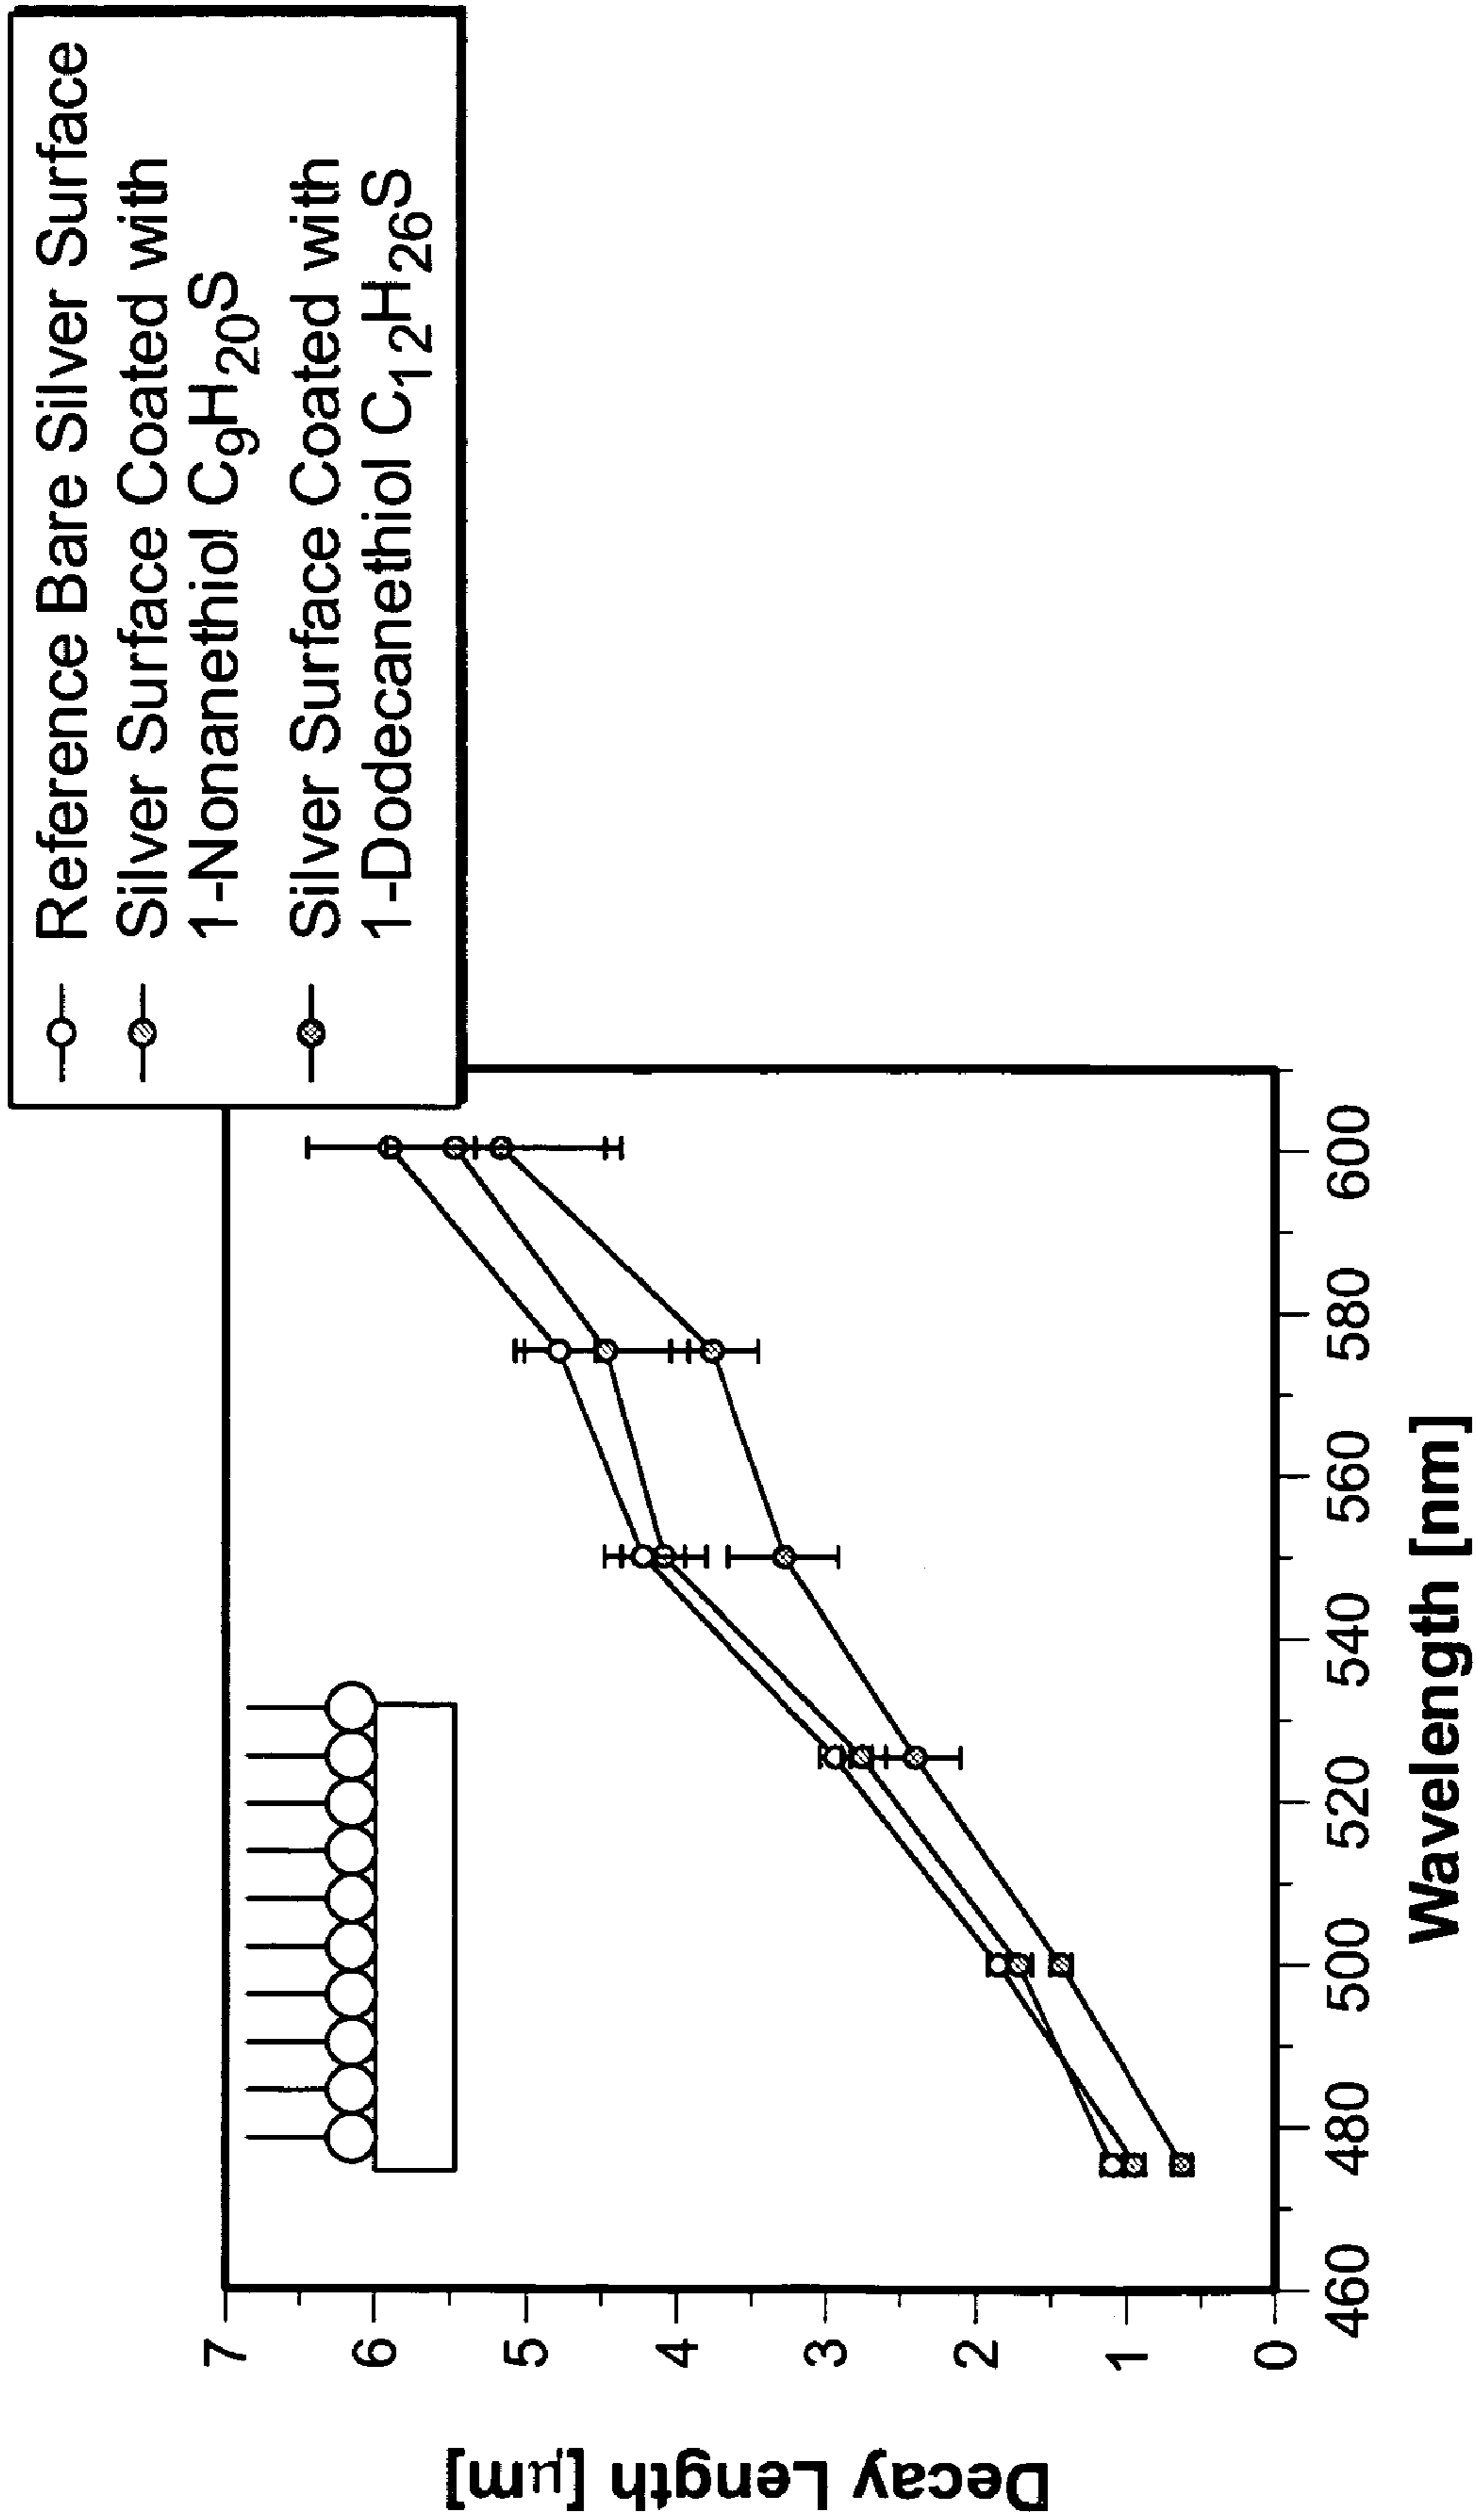 Reference Bare Silver Surface
Silver Surface Coated with
1-Nonanethiol C₉H₂₀S
Silver Surface Coated with
1-Dodecanethiol C₁₂H₂₆S
Decay Length [μm]
7
6
5
4
3
2
1
0
460 480 500 520 540 560 580 600
Wavelength [nm]